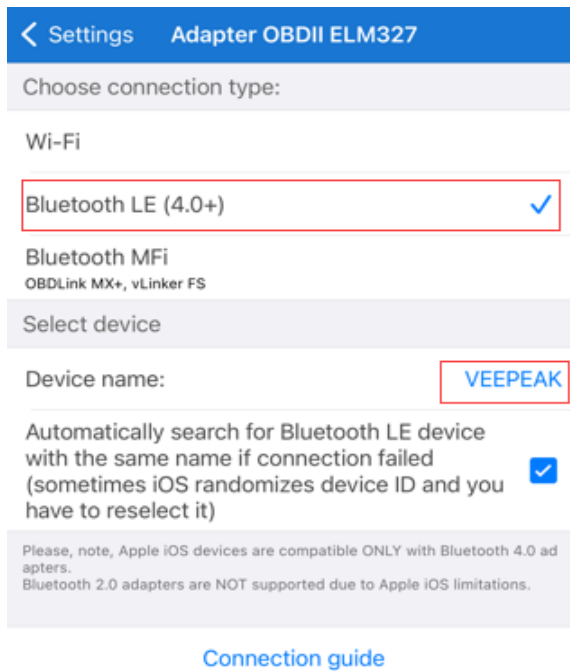 Settings Adapter OBDII ELM327
Choose connection type:
Wi-Fi
Bluetooth LE (4.0+)
Bluetooth MFi
OBDLink MX+, vLinker FS
Select device
Device name: VEEPEAK
Automatically search for Bluetooth LE device
with the same name if connection failed
(sometimes iOS randomizes device ID and you
have to reselect it)
Please, note, Apple iOS devices are compatible ONLY with Bluetooth 4.0 ad
apters.
Bluetooth 2.0 adapters are NOT supported due to Apple iOS limitations.
Connection guide